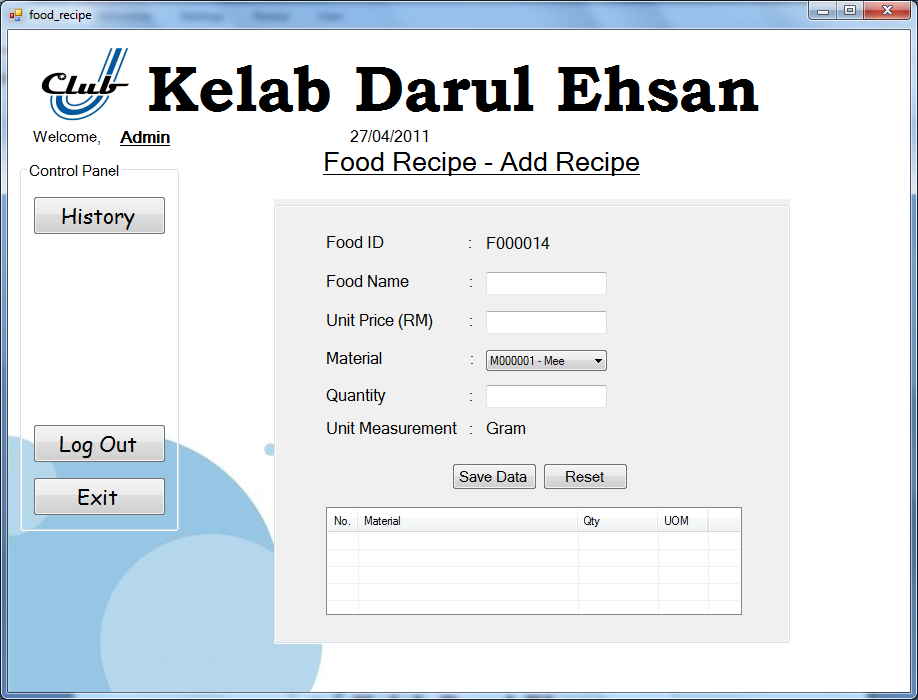 food_recipe
Club
Kelab Darul Ehsan
Welcome, Admin
27/04/2011
Food Recipe - Add Recipe
Control Panel
History
Log Out
Exit
Food ID : F000014
Food Name :
Unit Price (RM) :
Material : M000001 - Mee
Quantity :
Unit Measurement : Gram
Save Data Reset
No. Material Qty UOM